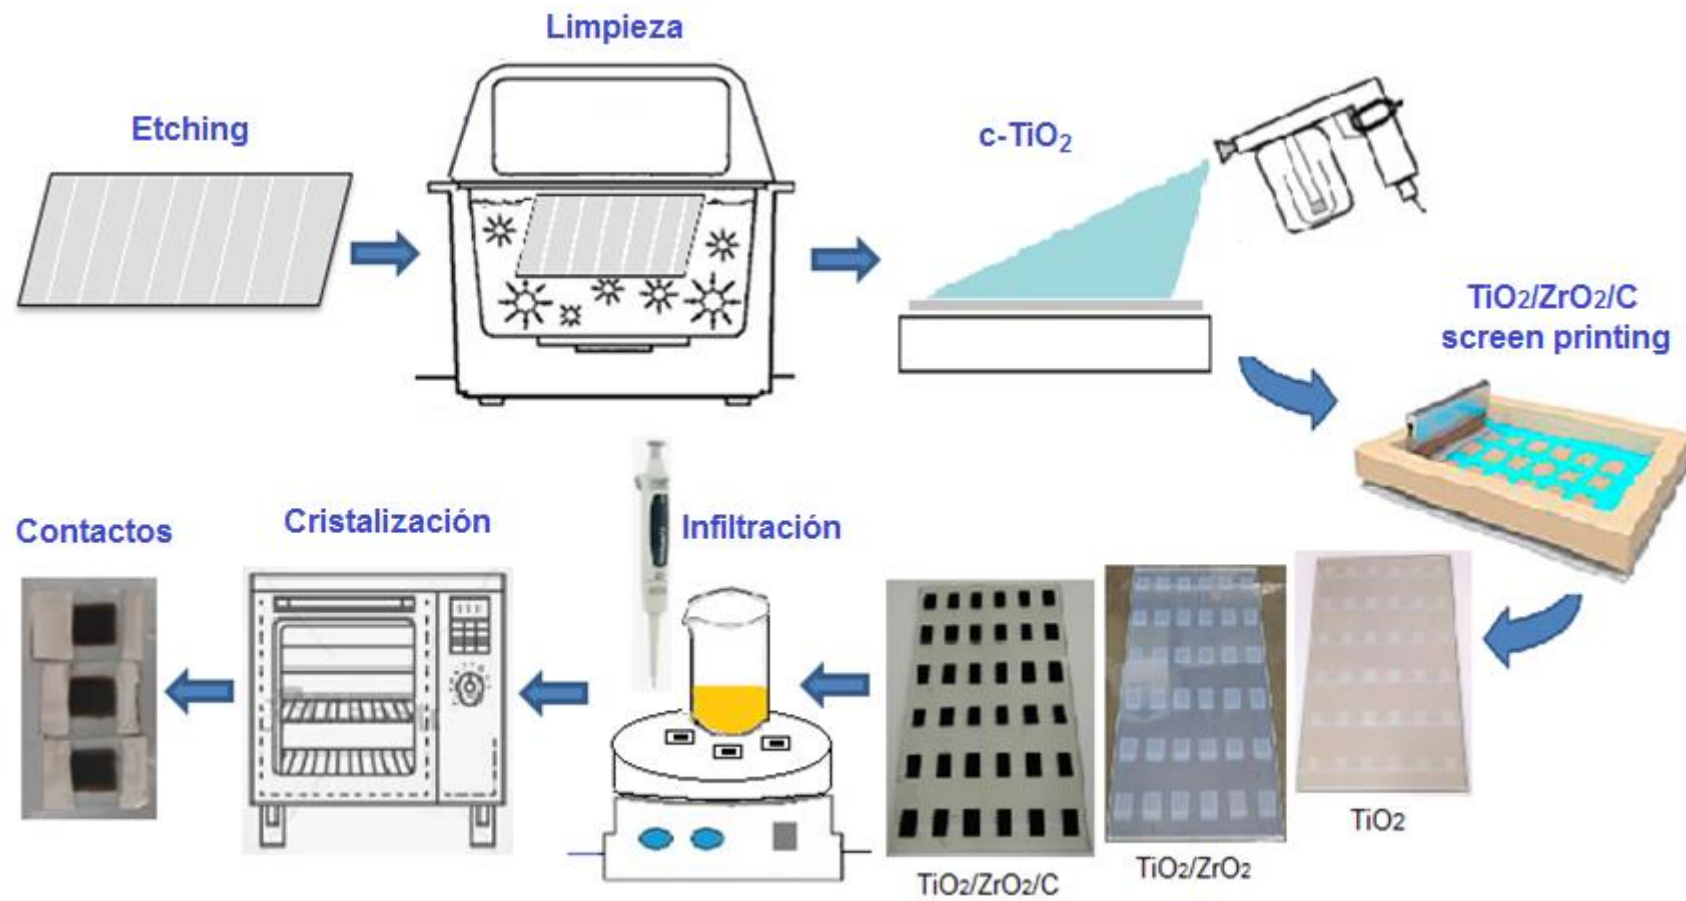 Limpieza
Etching
c-TiO₂
TiO₂/ZrO₂/C
screen printing
Contactos
Cristalización
Infiltración
TiO₂/ZrO₂/C
TiO₂/ZrO₂
TiO₂